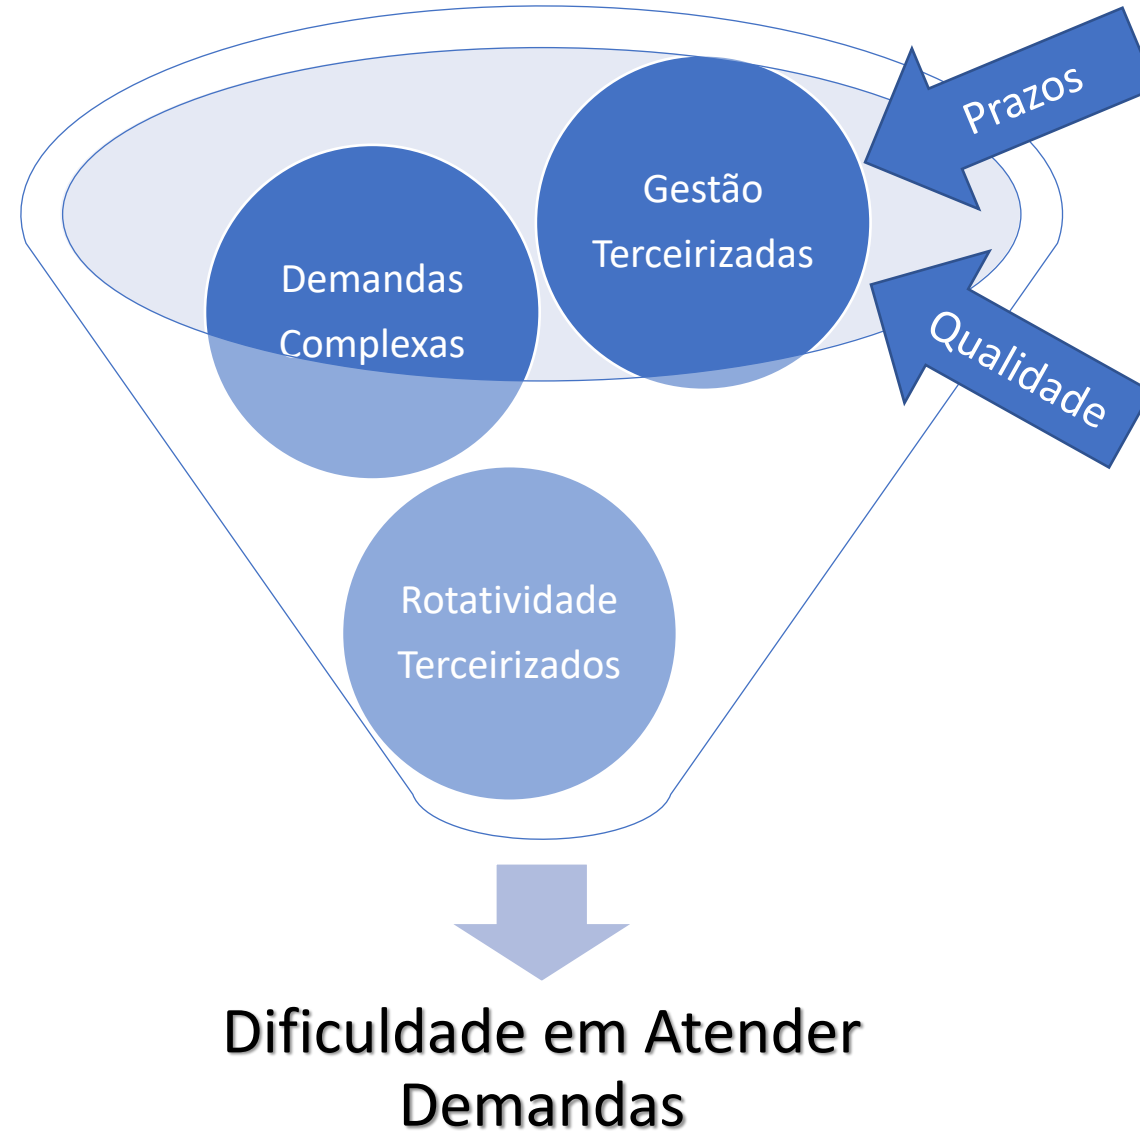 Prazos
Gestão
Terceirizadas
Demandas
Complexas
Qualidade
Rotatividade
Terceirizados
Dificuldade em Atender
Demandas